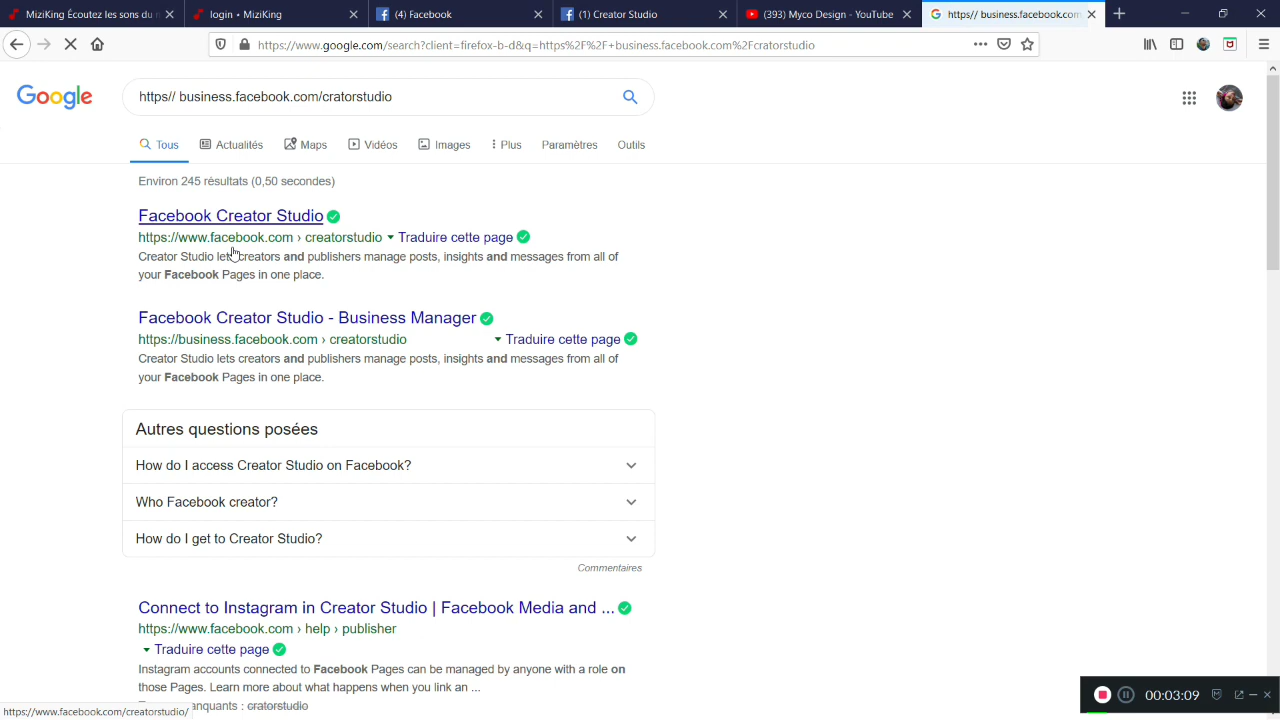 MiziKing Écoutez les sons du r
login • MiziKing
(4) Facebook
(1) Creator Studio
(393) Myco Design - YouTube
https// business.facebook.com
https://www.google.com/search?client=firefox-b-d&q=https%2F%2F+business.facebook.com%2Fcratorstudio
Google
https// business.facebook.com/cratorstudio
Tous
Actualités
Maps
Vidéos
Images
Plus
Paramètres
Outils
Environ 245 résultats (0,50 secondes)
Facebook Creator Studio
https://www.facebook.com › creatorstudio
Traduire cette page
Creator Studio lets creators and publishers manage posts, insights and messages from all of
your Facebook Pages in one place.
Facebook Creator Studio - Business Manager
https://business.facebook.com › creatorstudio
Traduire cette page
Creator Studio lets creators and publishers manage posts, insights and messages from all of
your Facebook Pages in one place.
Autres questions posées
How do I access Creator Studio on Facebook?
Who Facebook creator?
How do I get to Creator Studio?
Commentaires
Connect to Instagram in Creator Studio | Facebook Media and ...
https://www.facebook.com › help › publisher
Traduire cette page
Instagram accounts connected to Facebook Pages can be managed by anyone with a role on
those Pages. Learn more about what happens when you link an ...
anquants : cratorstudio
https://www.facebook.com/creatorstudio/
00:03:09